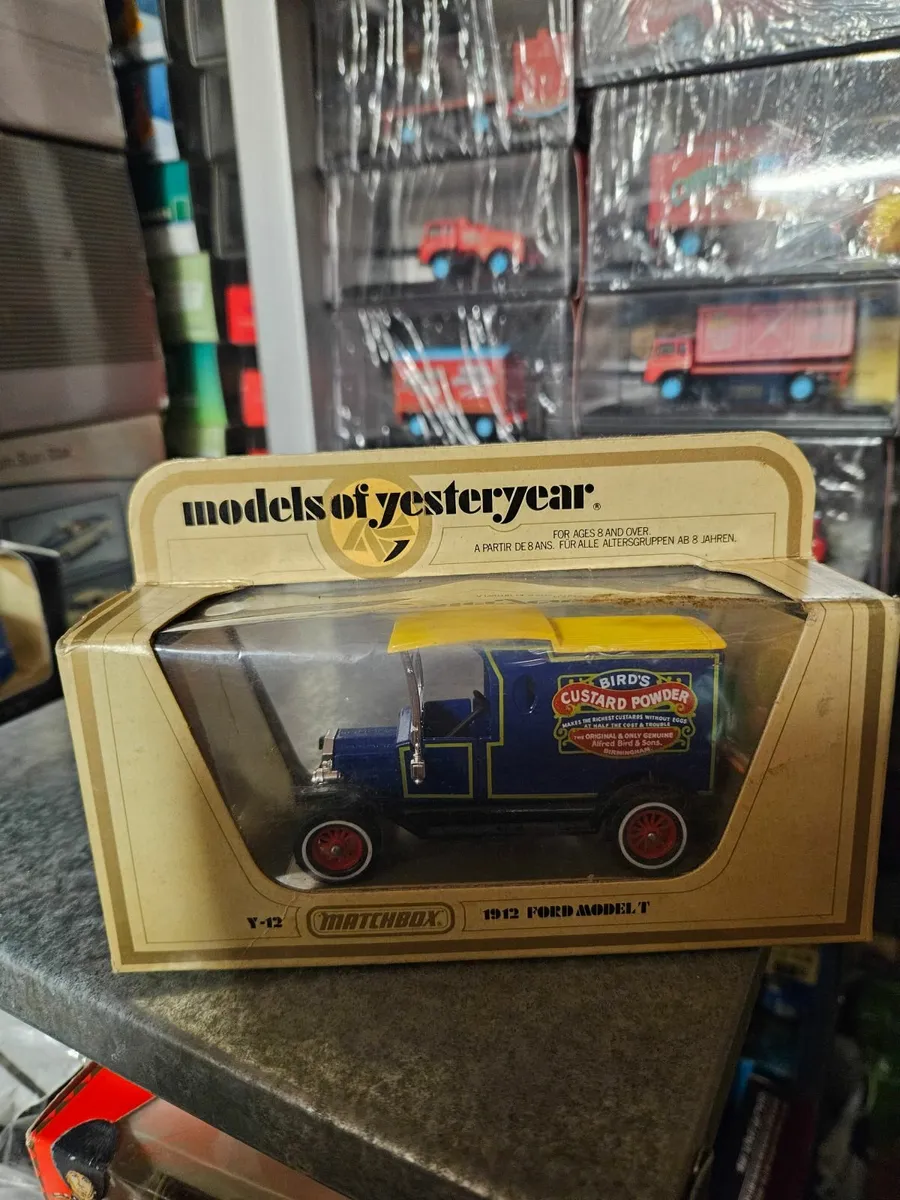 models of yesteryear®
FOR AGES 8 AND OVER.
A PARTIR DE 8 ANS. FÜR ALLE ALTERSGRUPPEN AB 8 JAHREN.
BIRD'S
CUSTARD POWDER
MAKES THE RICHEST CUSTARDS WITHOUT EGGS
AT HALF THE COST & TROUBLE
THE ORIGINAL & ONLY GENUINE
Alfred Bird & Sons.
BIRMINGHAM.
Y-12 MATCHBOX 1912 FORD MODEL T